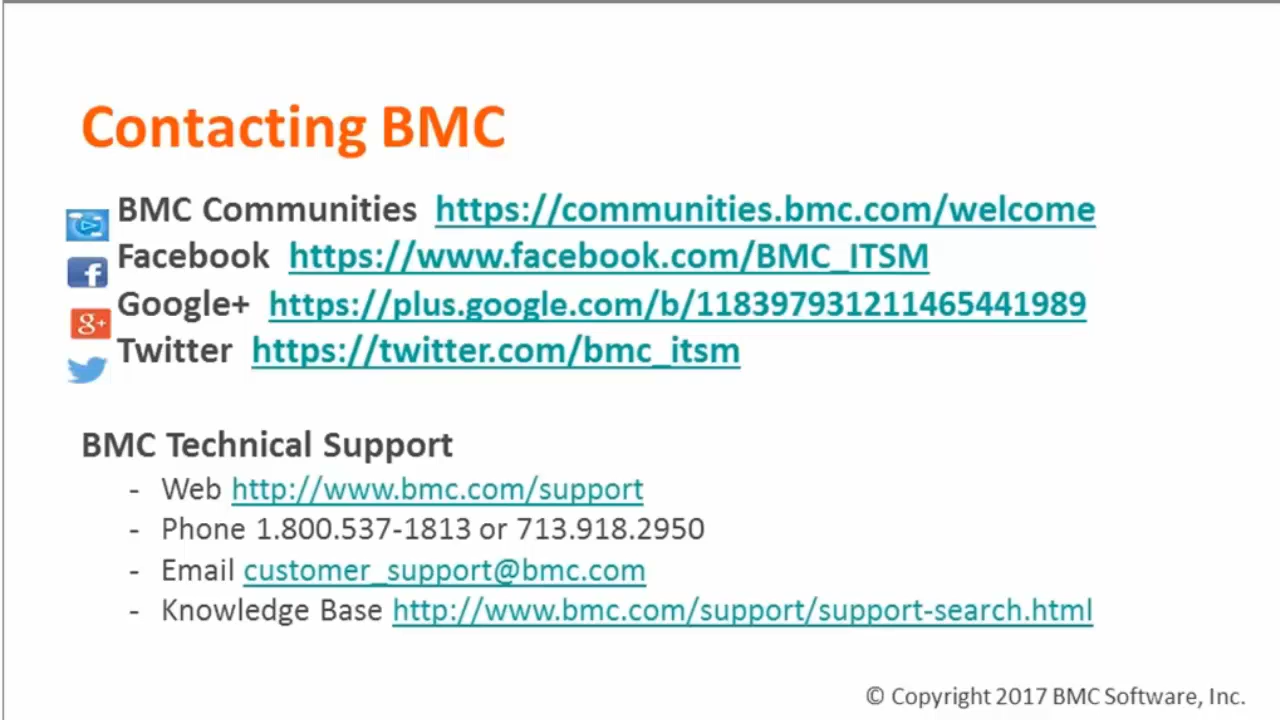 Contacting BMC
BMC Communities https://communities.bmc.com/welcome
Facebook https://www.facebook.com/BMC_ITSM
Google+ https://plus.google.com/b/118397931211465441989
Twitter https://twitter.com/bmc_itsm
BMC Technical Support
- Web http://www.bmc.com/support
- Phone 1.800.537-1813 or 713.918.2950
- Email customer_support@bmc.com
- Knowledge Base http://www.bmc.com/support/support-search.html
© Copyright 2017 BMC Software, Inc.